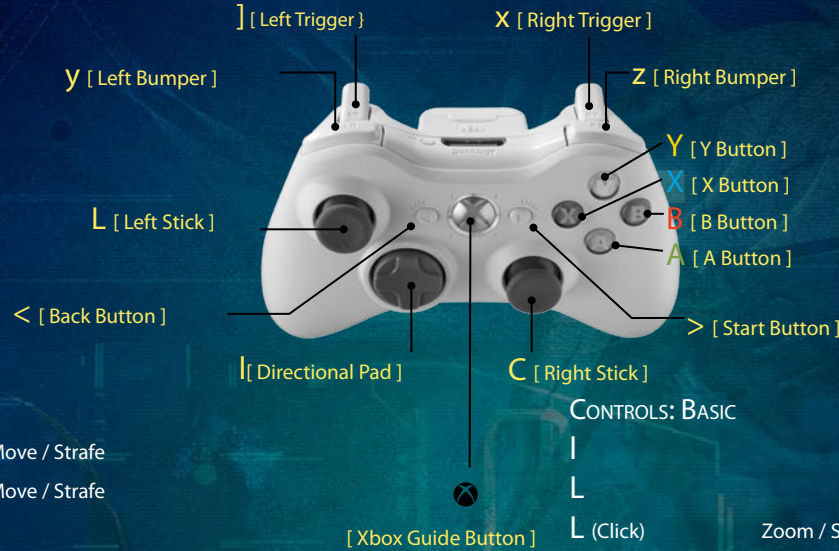 ] [ Left Trigger }
x [ Right Trigger ]
y [ Left Bumper ]
z [ Right Bumper ]
Y [ Y Button ]
X [ X Button ]
L [ Left Stick ]
B [ B Button ]
A [ A Button ]
< [ Back Button ]
> [ Start Button ]
l[ Directional Pad ]
C [ Right Stick ]
CONTROLS: BASIC
Move / Strafe
l
Move / Strafe
L
[ Xbox Guide Button ]
L (Click)
Zoom / S